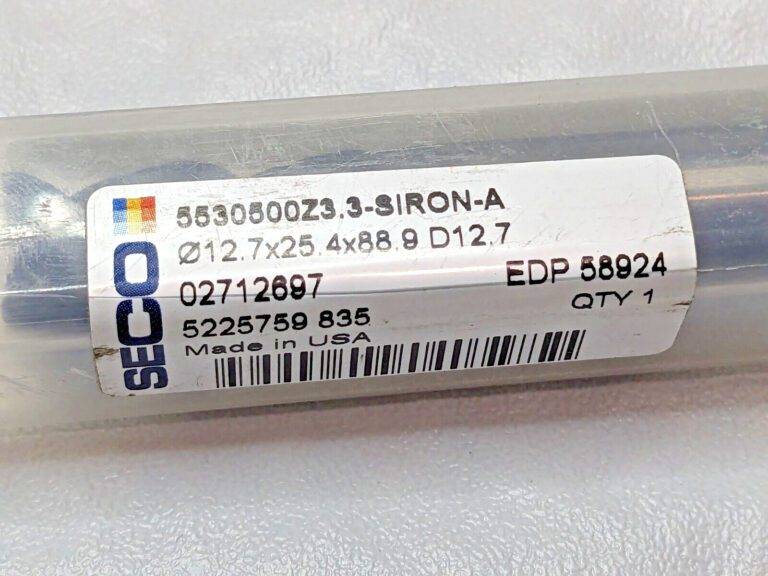 SECO
5530500Z3.3-SIRON-A
Ø12.7x25.4x88.9 D12.7
02712697
EDP 58924
5225759 835
QTY 1
Made in USA